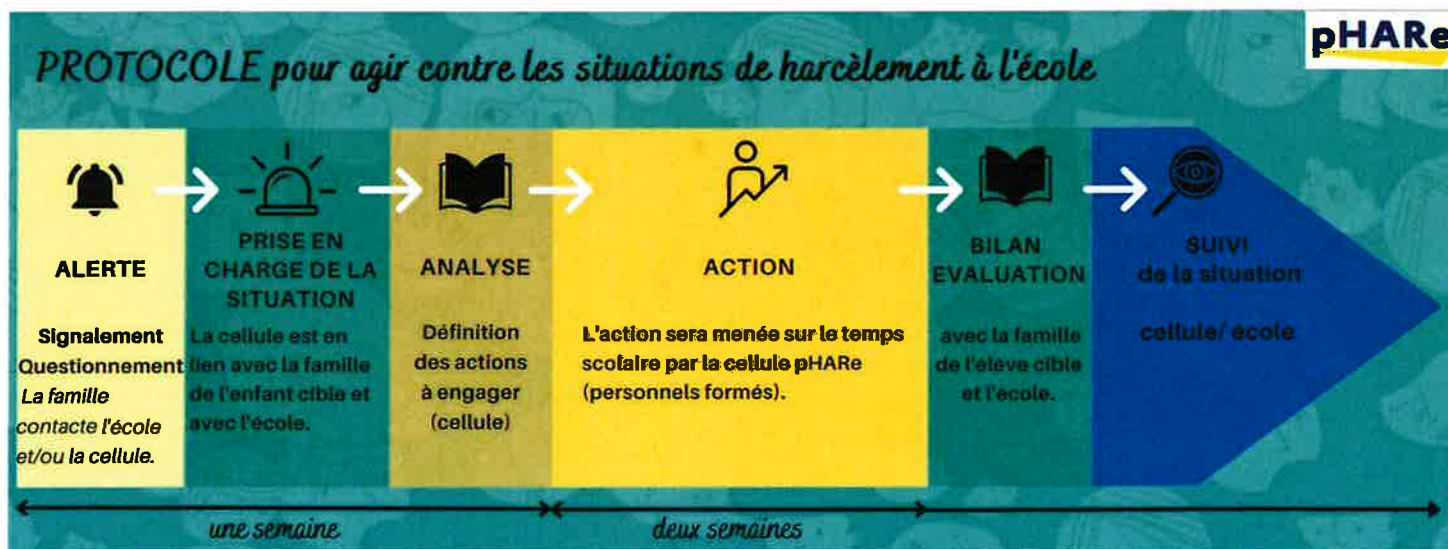 pHARe
PROTOCOLE pour agir contre les situations de harcèlement à l'école
ALERTE
Signalement
Questionnement
La famille
contacte l'école
et/ou la cellule.
PRISE EN
CHARGE DE LA
SITUATION
La cellule est en
lien avec la famille
de l'enfant cible et
avec l'école.
ANALYSE
Définition
des actions
à engager
(cellule)
ACTION
L'action sera menée sur le temps
scolaire par la cellule pHARe
(personnels formés).
BILAN
EVALUATION
avec la famille
de l'élève cible
et l'école.
SUIVI
de la situation
cellule/ école
une semaine
deux semaines